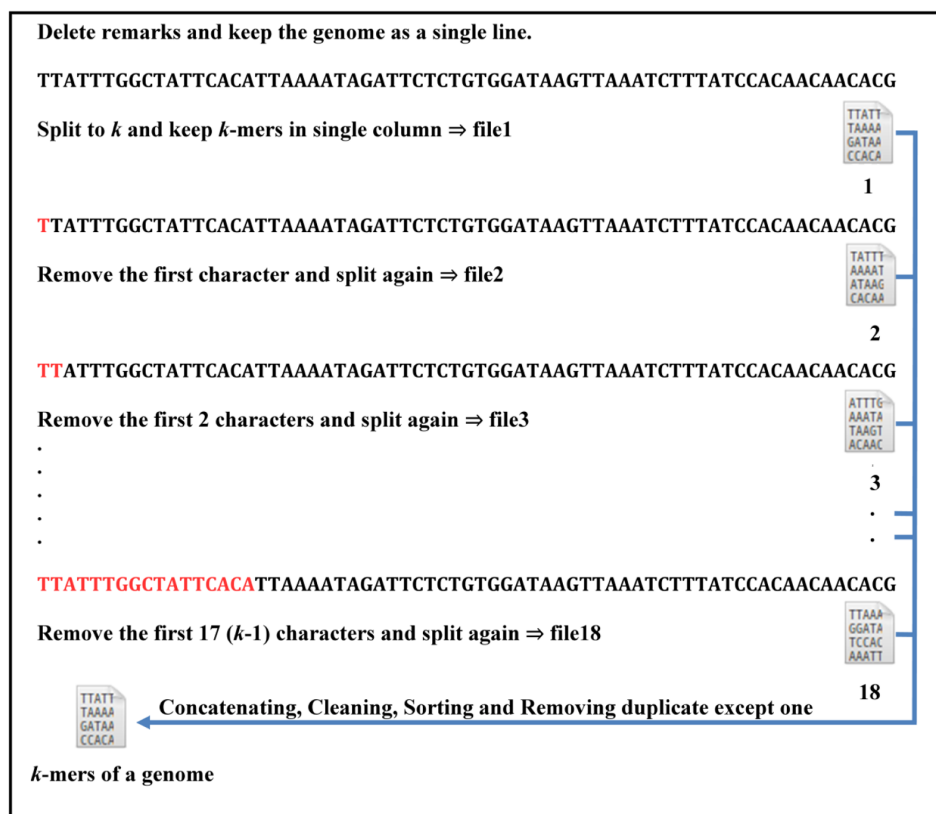 Delete remarks and keep the genome as a single line.
TTATTTGGCTATTCACATTAAAATAGATTCTCTGTGGATAAGTTAAATCTTTATCCACAACAACACG
Split to k and keep k-mers in single column ⇒ file1
TTATT
TAAAA
GATAA
CCACA
1
TTATTTGGCTATTCACATTAAAATAGATTCTCTGTGGATAAGTTAAATCTTTATCCACAACAACACG
Remove the first character and split again ⇒ file2
TATTT
AAAAT
ATAAG
CACAA
2
TTATTTGGCTATTCACATTAAAATAGATTCTCTGTGGATAAGTTAAATCTTTATCCACAACAACACG
Remove the first 2 characters and split again ⇒ file3
ATTTG
AAATA
TAAGT
ACAAC
3
.
.
.
.
.
.
.
TTATTTGGCTATTCACATTAAAATAGATTCTCTGTGGATAAGTTAAATCTTTATCCACAACAACACG
Remove the first 17 (k-1) characters and split again ⇒ file18
TTAAA
GGATA
TCCAC
AAATT
18
Concatenating, Cleaning, Sorting and Removing duplicate except one
TTATT
TAAAA
GATAA
CCACA
k-mers of a genome